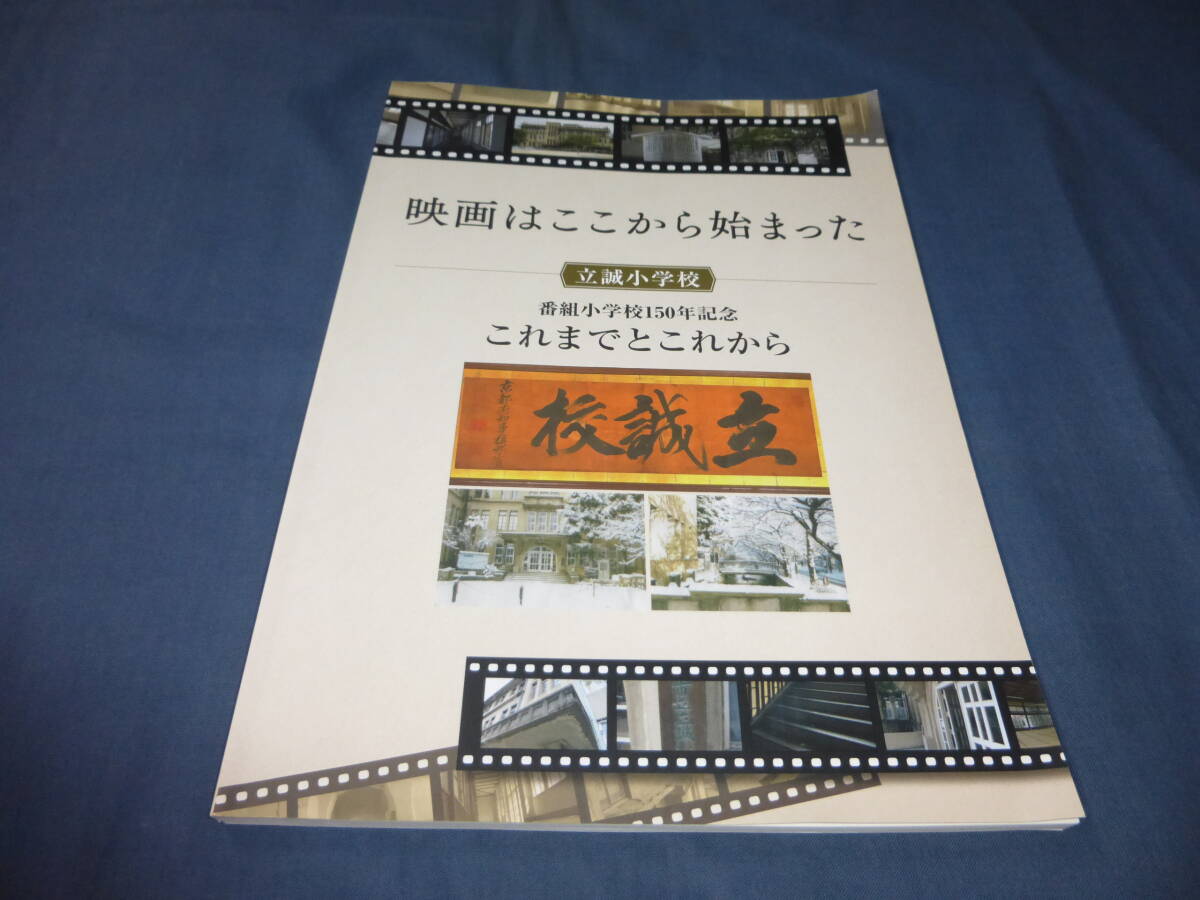 映画はここから始まった
立誠小学校
番組小学校150年記念
これまでとこれから
校誠立